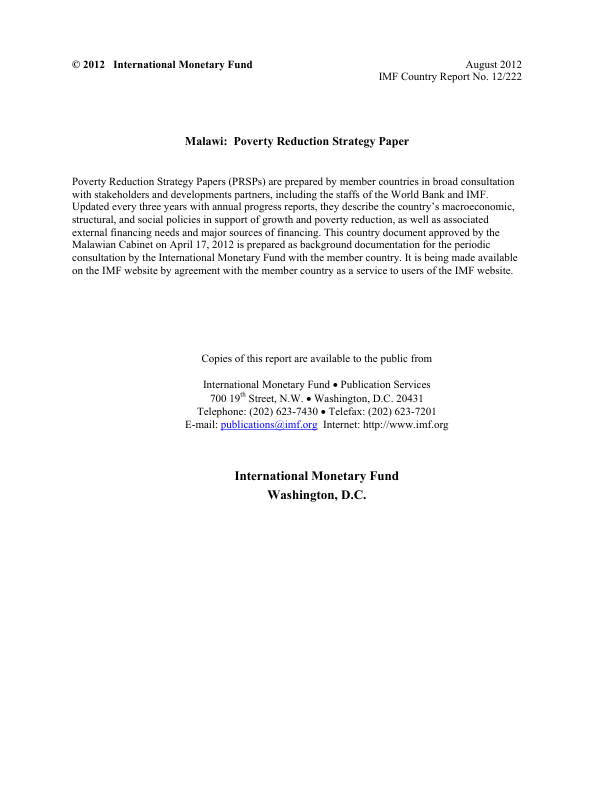 © 2012 International Monetary Fund
August 2012
IMF Country Report No. 12/222
Malawi: Poverty Reduction Strategy Paper
Poverty Reduction Strategy Papers (PRSPs) are prepared by member countries in broad consultation
with stakeholders and developments partners, including the staffs of the World Bank and IMF.
Updated every three years with annual progress reports, they describe the country's macroeconomic,
structural, and social policies in support of growth and poverty reduction, as well as associated
external financing needs and major sources of financing. This country document approved by the
Malawian Cabinet on April 17, 2012 is prepared as background documentation for the periodic
consultation by the International Monetary Fund with the member country. It is being made available
on the IMF website by agreement with the member country as a service to users of the IMF website.
Copies of this report are available to the public from
International Monetary Fund • Publication Services
700 19th Street, N.W. • Washington, D.C. 20431
Telephone: (202) 623-7430 • Telefax: (202) 623-7201
E-mail: publications@imf.org Internet: http://www.imf.org
International Monetary Fund
Washington, D.C.